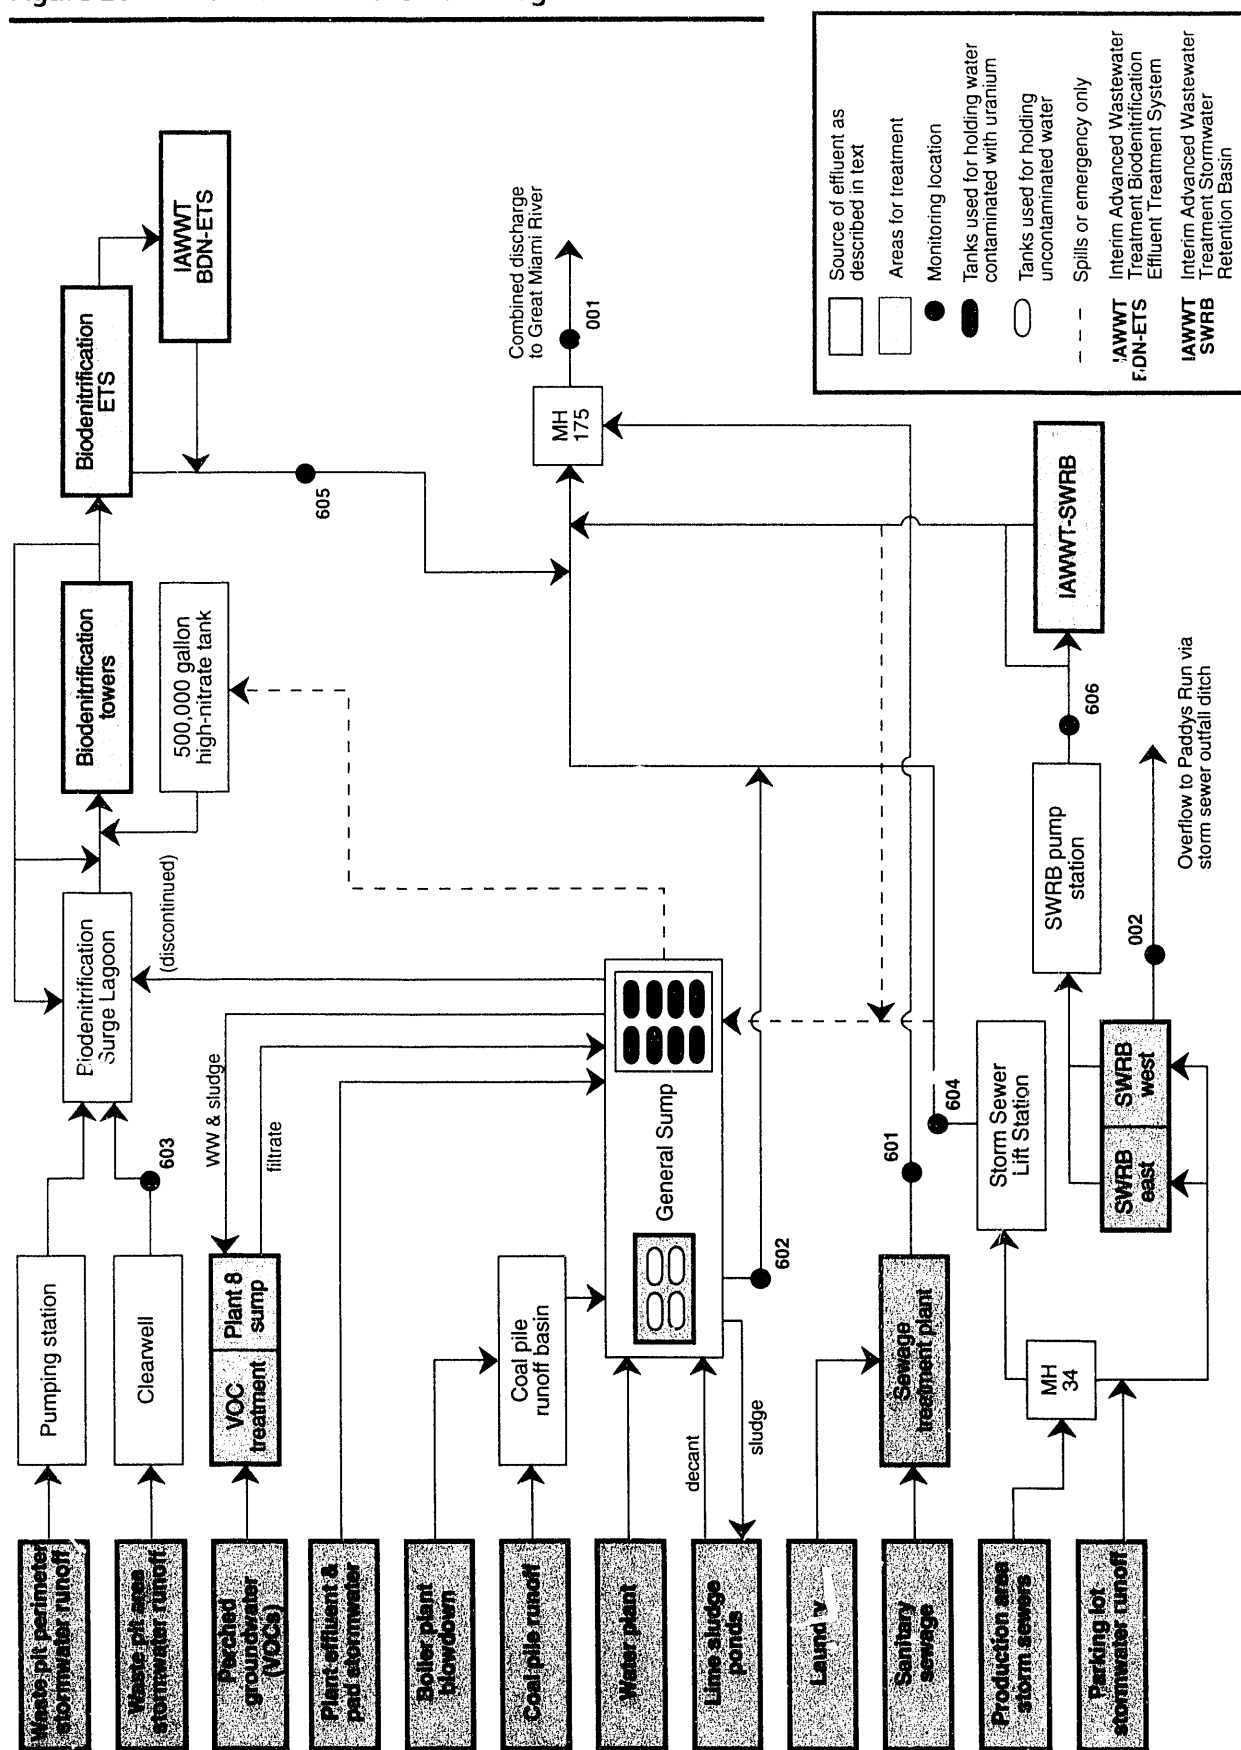 Waste pit perimeter
stormwater runoff
Waste pit area
stormwater runoff
Perched
groundwater
(VOCs)
Plant effluent &
pad stormwater
Boiler plant
blowdown
Coal pile runoff
Water plant
Lime sludge
ponds
Laundry
Sanitary
sewage
Production area
storm sewers
Parking lot
stormwater runoff
Pumping station
Clearwell
603
VOC
treatment
Plant 8
sump
WW & sludge
filtrate
Coal pile
runoff basin
General Sump
decant
sludge
602
Sewage
treatment plant
601
MH
34
Storm Sewer
Lift Station
604
SWRB
east
SWRB
west
002
Overflow to Paddys Run via
storm sewer outfall ditch
SWRB pump
station
606
IAWWT-SWRB
Biodenitrification
Surge Lagoon
(discontinued)
Biodenitrification
towers
500,000 gallon
high-nitrate tank
Biodenitrification
ETS
IAWWT
BDN-ETS
605
MH
175
001
Combined discharge
to Great Miami River
Source of effluent as
described in text
Areas for treatment
Monitoring location
Tanks used for holding water
contaminated with uranium
Tanks used for holding
uncontaminated water
Spills or emergency only
IAWWT
BDN-ETS
Interim Advanced Wastewater
Treatment Biodenitrification
Effluent Treatment System
IAWWT
SWRB
Interim Advanced Wastewater
Treatment Stormwater
Retention Basin